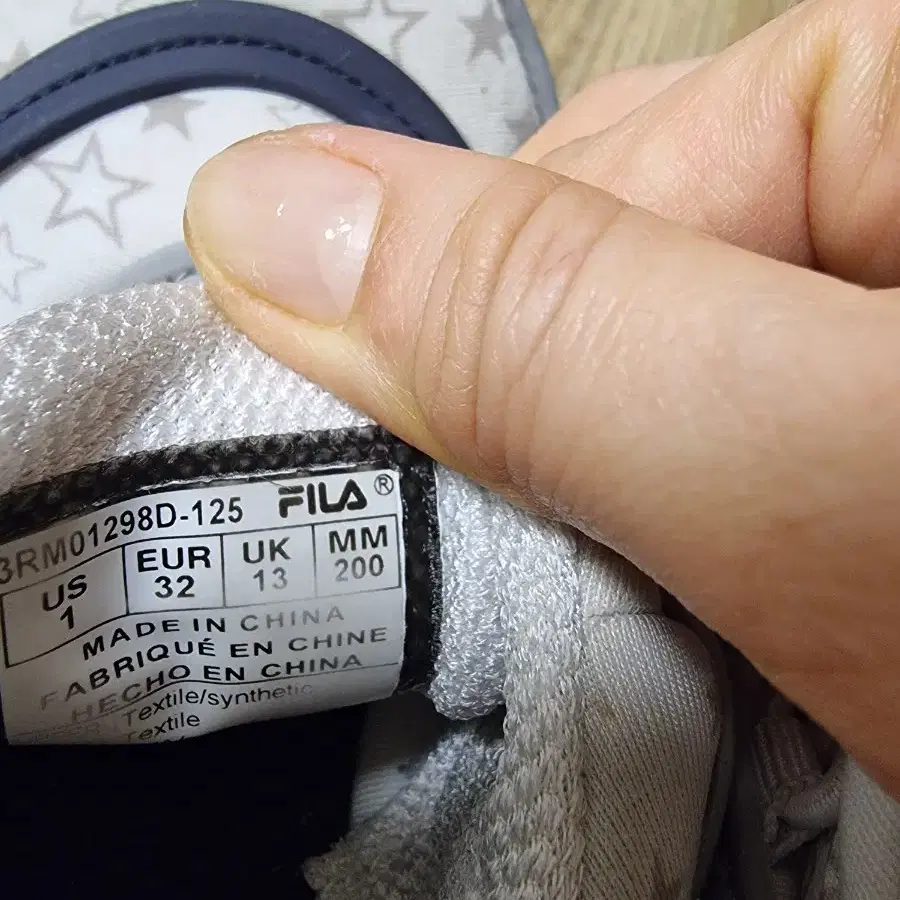 3RM01298D-125 FILA®
US EUR UK MM
1 32 13 200
MADE IN CHINA
FABRIQUÉ EN CHINE
HECHO EN CHINA
Textile/synthetic
Textile